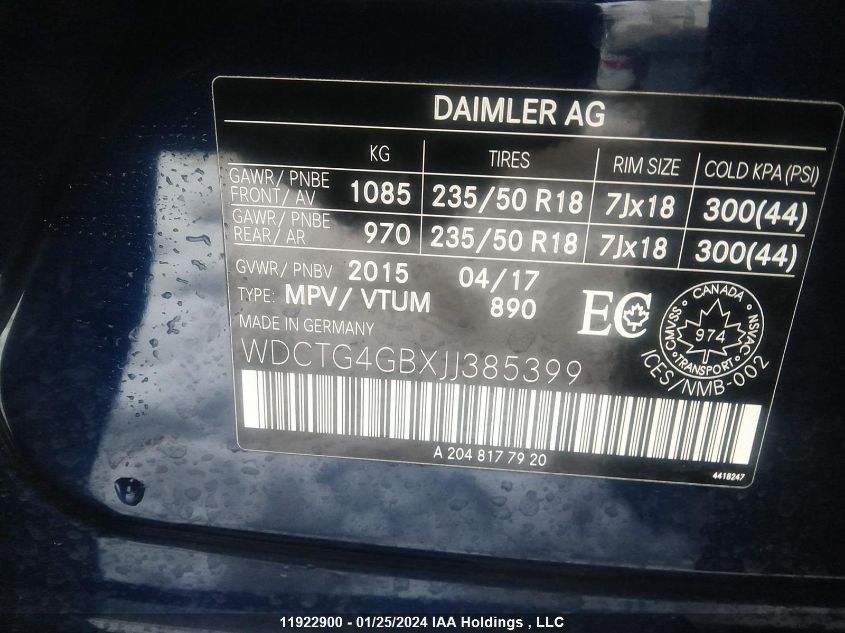 DAIMLER AG
KG TIRES RIM SIZE COLD KPA (PSI)
GAWR/ PNBE FRONT/ AV 1085 235/50 R18 7Jx18 300(44)
GAWR/ PNBE REAR/ AR 970 235/50 R18 7Jx18 300(44)
GVWR/ PNBV 2015 04/17
TYPE: MPV/ VTUM 890
MADE IN GERMANY
EC
CANADA
CMVSS NSVAC
974
TRANSPORT
ICES/NMB-002
WDCTG4GBXJJ385399
A 204 817 79 20
4418247
11922900 - 01/25/2024 IAA Holdings , LLC